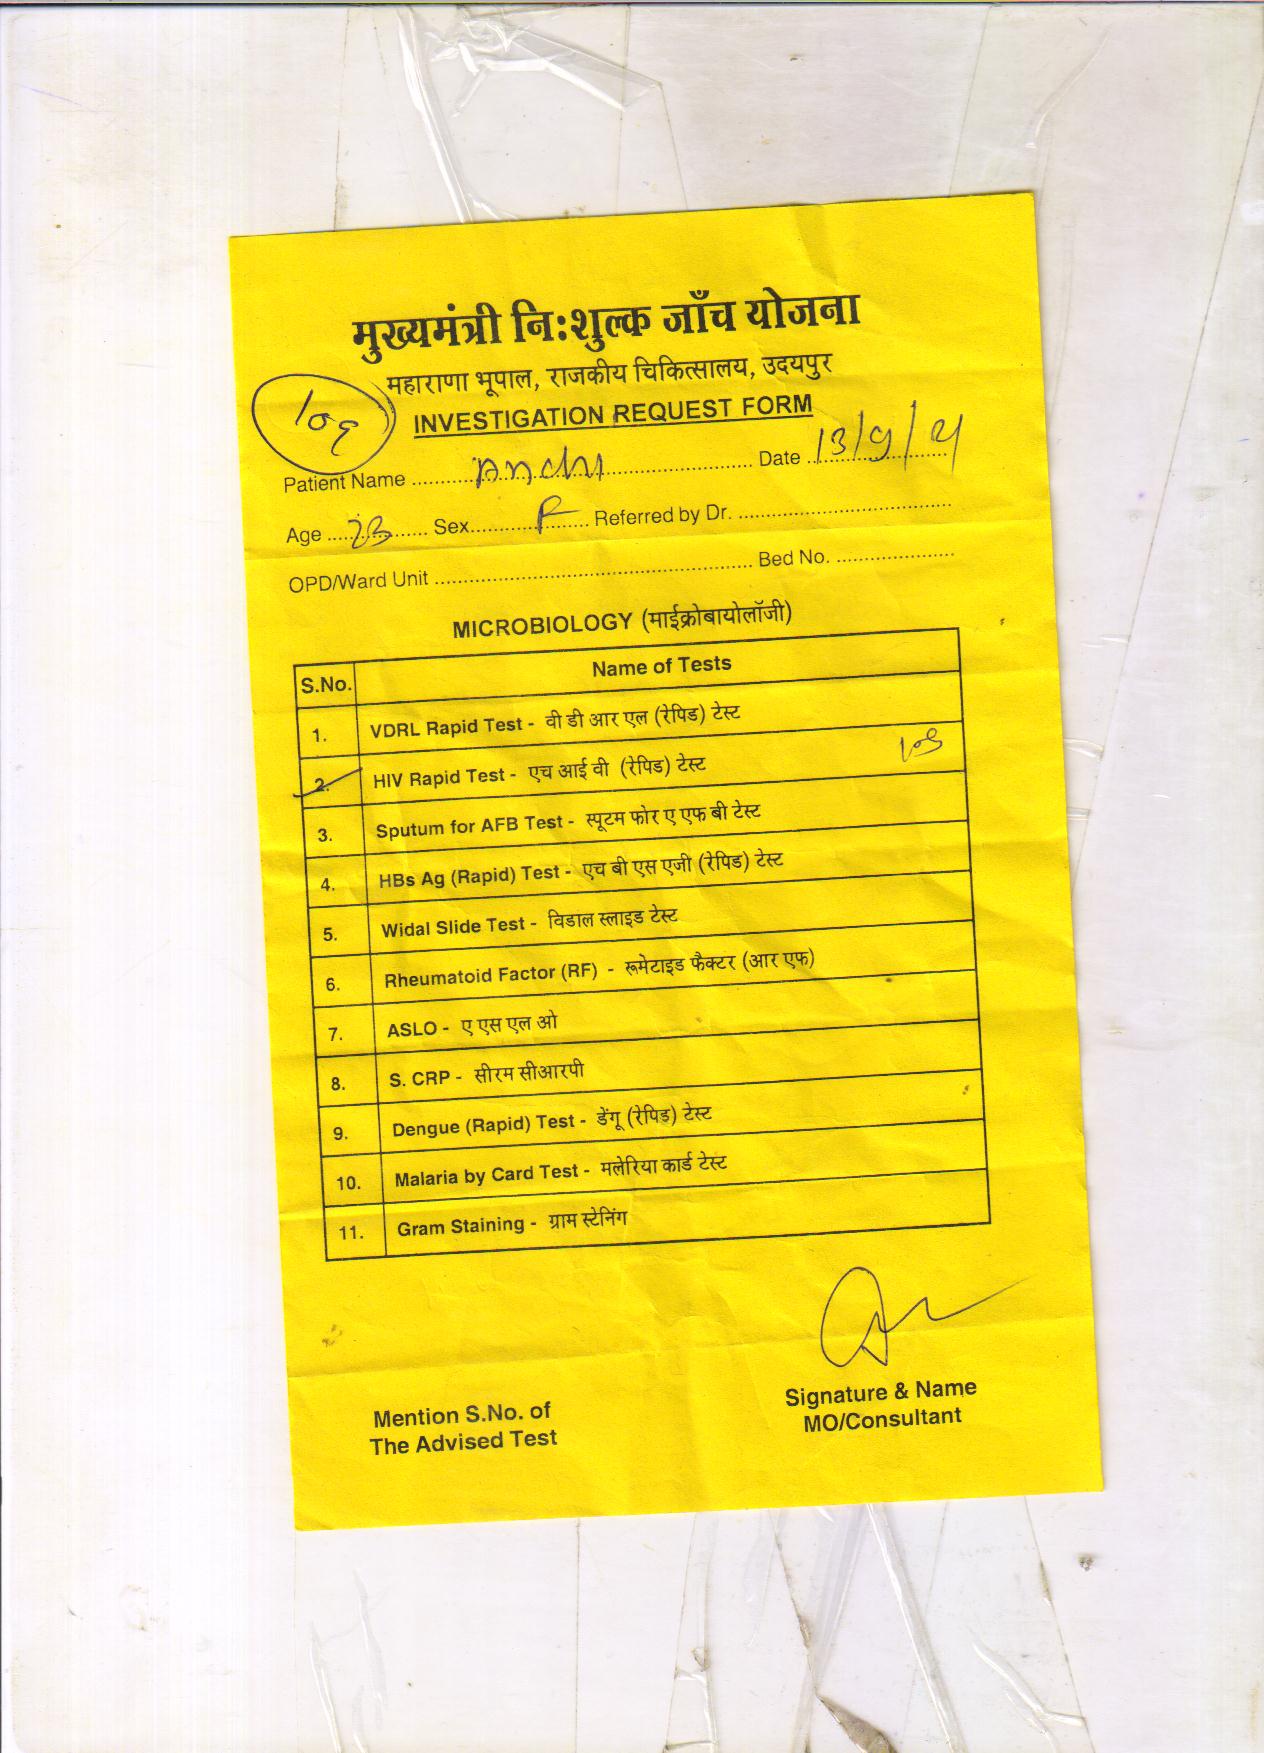 मुख्यमंत्री निःशुल्क जाँच योजना
महाराणा भूपाल, राजकीय चिकित्सालय, उदयपुर
INVESTIGATION REQUEST FORM
Patient Name .................... Date 13/9/21
Age 23 Sex F Referred by Dr. ....................
OPD/Ward Unit .................... Bed No. ....................
MICROBIOLOGY (माईक्रोबायोलॉजी)
S.No. Name of Tests
1. VDRL Rapid Test - वी डी आर एल (रेपिड) टेस्ट
2. HIV Rapid Test - एच आई वी (रेपिड) टेस्ट
3. Sputum for AFB Test - स्पूटम फोर ए एफ बी टेस्ट
4. HBs Ag (Rapid) Test - एच बी एस एजी (रेपिड) टेस्ट
5. Widal Slide Test - विडाल स्लाइड टेस्ट
6. Rheumatoid Factor (RF) - रूमेटाइड फैक्टर (आर एफ)
7. ASLO - ए एस एल ओ
8. S. CRP - सीरम सीआरपी
9. Dengue (Rapid) Test - डेंगू (रेपिड) टेस्ट
10. Malaria by Card Test - मलेरिया कार्ड टेस्ट
11. Gram Staining - ग्राम स्टेनिंग
Mention S.No. of
The Advised Test
Signature & Name
MO/Consultant